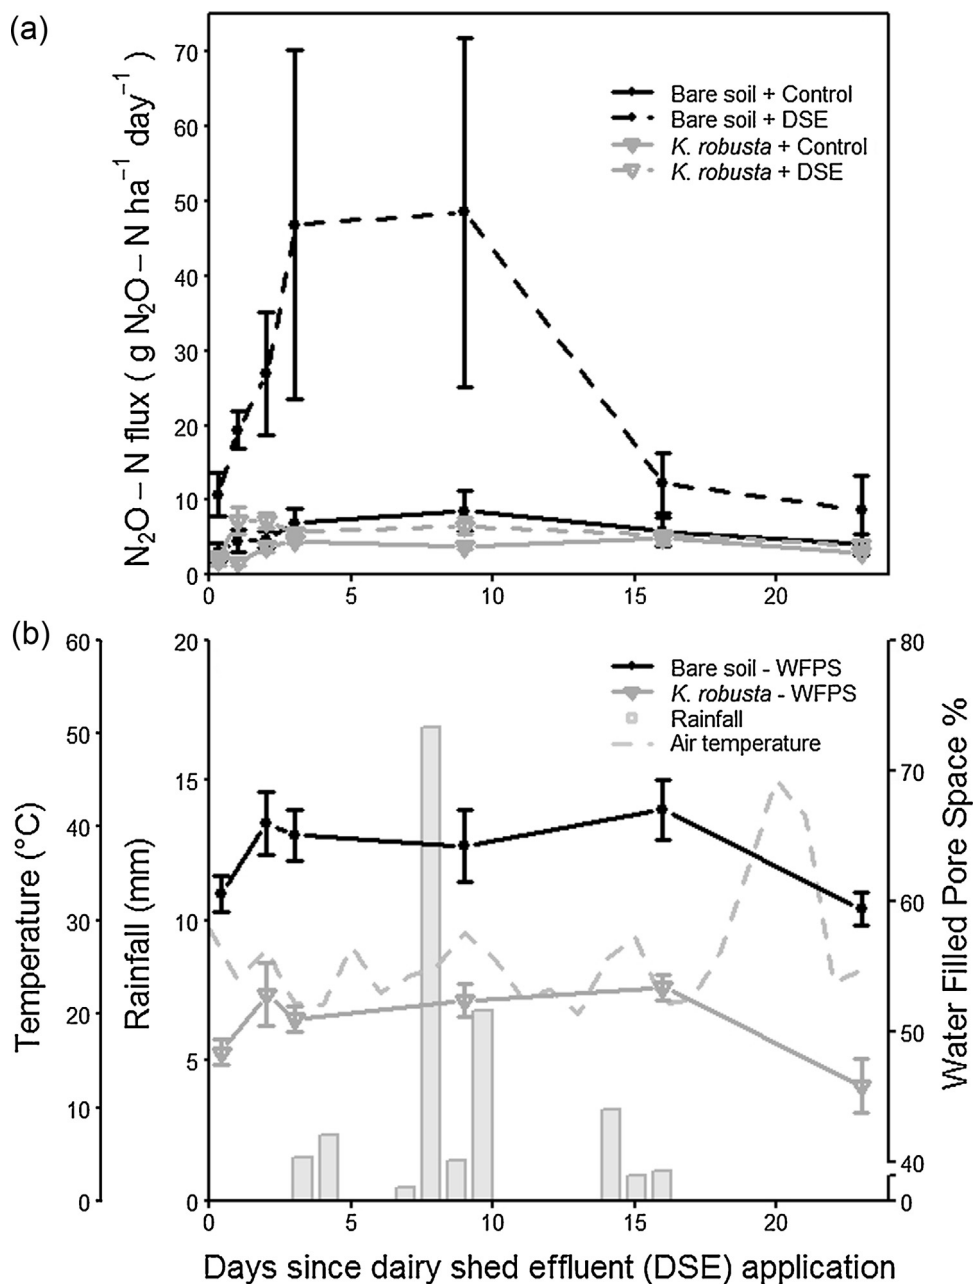 (a)
N₂O – N flux ( g N₂O – N ha⁻¹ day⁻¹ )
70
60
50
40
30
20
10
0
Bare soil + Control
Bare soil + DSE
K. robusta + Control
K. robusta + DSE
0 5 10 15 20
(b)
Temperature (°C)
60
50
40
30
20
10
0
Rainfall (mm)
20
15
10
5
0
Bare soil - WFPS
K. robusta - WFPS
Rainfall
Air temperature
80
70
60
50
40
0
Water Filled Pore Space %
0 5 10 15 20
Days since dairy shed effluent (DSE) application